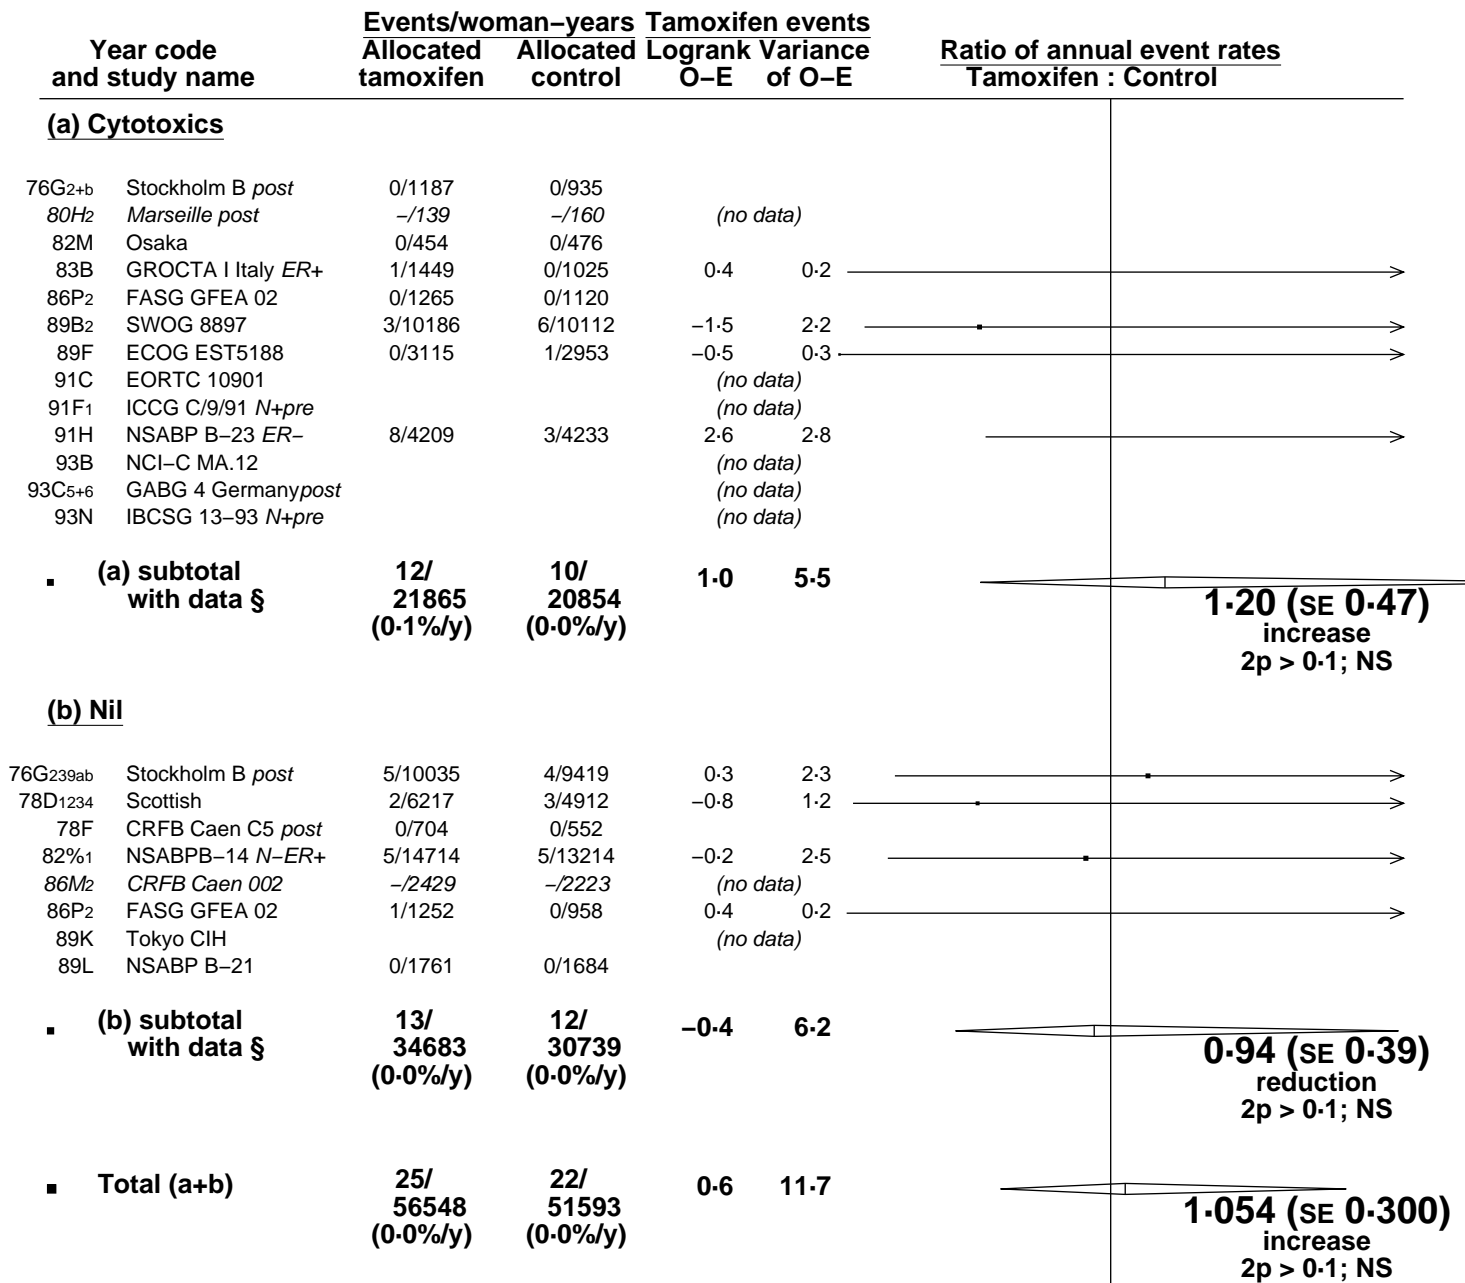 Events/woman–years Tamoxifen events
Year code Allocated Allocated Logrank Variance Ratio of annual event rates
and study name tamoxifen control O–E of O–E Tamoxifen : Control
(a) Cytotoxics
76G2+b Stockholm B post 0/1187 0/935
80H2 Marseille post –/139 –/160 (no data)
82M Osaka 0/454 0/476
83B GROCTA I Italy ER+ 1/1449 0/1025 0·4 0·2
86P2 FASG GFEA 02 0/1265 0/1120
89B2 SWOG 8897 3/10186 6/10112 –1·5 2·2
89F ECOG EST5188 0/3115 1/2953 –0·5 0·3
91C EORTC 10901 (no data)
91F1 ICCG C/9/91 N+pre (no data)
91H NSABP B–23 ER– 8/4209 3/4233 2·6 2·8
93B NCI–C MA.12 (no data)
93C5+6 GABG 4 Germanypost (no data)
93N IBCSG 13–93 N+pre (no data)
(a) subtotal 12/ 10/ 1·0 5·5
with data § 21865 20854 1·20 (SE 0·47)
(0·1%/y) (0·0%/y) increase
2p > 0·1; NS
(b) Nil
76G239ab Stockholm B post 5/10035 4/9419 0·3 2·3
78D1234 Scottish 2/6217 3/4912 –0·8 1·2
78F CRFB Caen C5 post 0/704 0/552
82%1 NSABPB–14 N–ER+ 5/14714 5/13214 –0·2 2·5
86M2 CRFB Caen 002 –/2429 –/2223 (no data)
86P2 FASG GFEA 02 1/1252 0/958 0·4 0·2
89K Tokyo CIH (no data)
89L NSABP B–21 0/1761 0/1684
(b) subtotal 13/ 12/ –0·4 6·2
with data § 34683 30739 0·94 (SE 0·39)
(0·0%/y) (0·0%/y) reduction
2p > 0·1; NS
Total (a+b) 25/ 22/ 0·6 11·7
56548 51593 1·054 (SE 0·300)
(0·0%/y) (0·0%/y) increase
2p > 0·1; NS